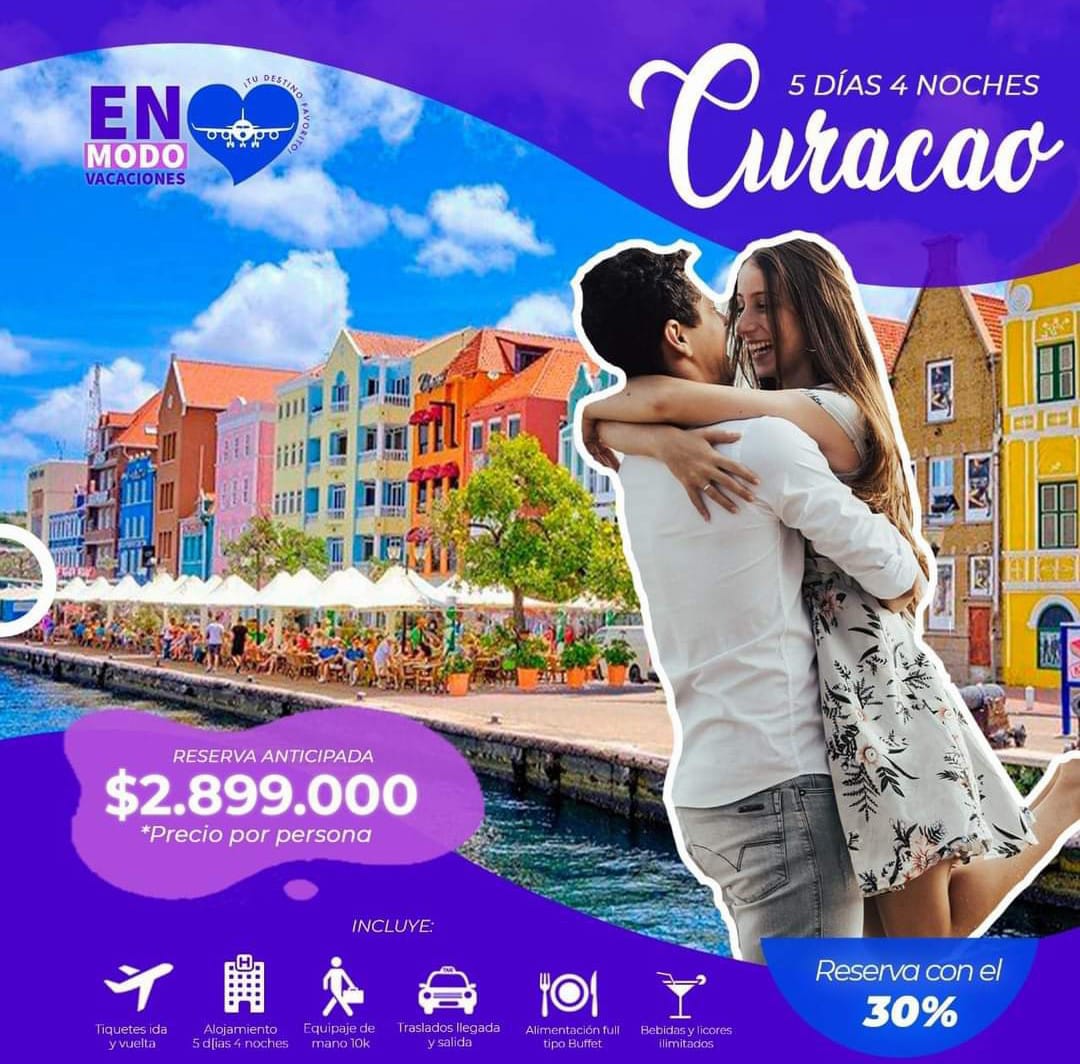 EN
MODO
VACACIONES
¡TU DESTINO FAVORITO!
5 DÍAS 4 NOCHES
Curacao
RESERVA ANTICIPADA
$2.899.000
*Precio por persona
INCLUYE:
Tiquetes ida
y vuelta
H
Alojamiento
5 d[ias 4 noches
Equipaje de
mano 10k
TAXI
Traslados llegada
y salida
Alimentación full
tipo Buffet
Bebidas y licores
ilimitados
Reserva con el
30%